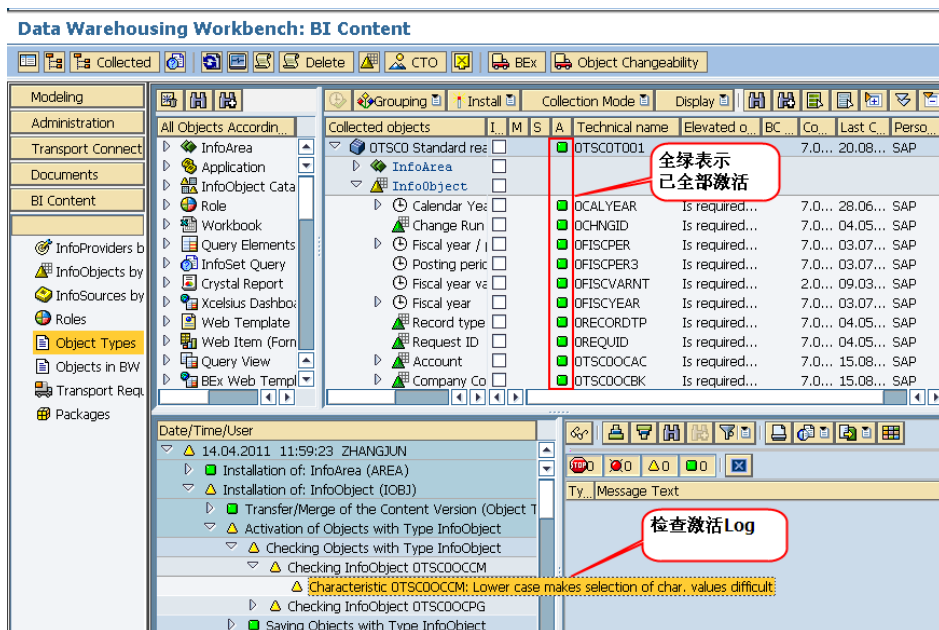 Data Warehousing Workbench: BI Content
Collected
Delete
CTO
BEx
Object Changeability
Modeling
Administration
Transport Connect
Documents
BI Content
InfoProviders b
InfoObjects by
InfoSources by
Roles
Object Types
Objects in BW
Transport Requ
Packages
All Objects Accordin...
InfoArea
Application
InfoObject Cata
Role
Workbook
Query Elements
InfoSet Query
Crystal Report
Xcelsius Dashboa
Web Template
Web Item (Forn
Query View
BEx Web Templ
Grouping Install Collection Mode Display
Collected objects I... M S A Technical name Elevated o... BC ... Co... Last C... Perso...
0TSC0 Standard rea 0TSC0T001 7.0... 20.08... SAP
InfoArea
InfoObject
Calendar Yea 0CALYEAR Is required... 7.0... 28.06... SAP
Change Run 0CHNGID Is required... 7.0... 04.05... SAP
Fiscal year / 0FISCPER Is required... 7.0... 03.07... SAP
Posting peric 0FISCPER3 Is required... 7.0... 03.07... SAP
Fiscal year va 0FISCVARNT Is required... 2.0... 09.03... SAP
Fiscal year 0FISCYEAR Is required... 7.0... 03.07... SAP
Record type 0RECORDTP Is required... 7.0... 04.05... SAP
Request ID 0REQUID Is required... 7.0... 04.05... SAP
Account 0TSC0OCAC Is required... 7.0... 15.08... SAP
Company Co 0TSC0OCBK Is required... 7.0... 15.08... SAP
全绿表示
已全部激活
Date/Time/User
14.04.2011 11:59:23 ZHANGJUN
Installation of: InfoArea (AREA)
Installation of: InfoObject (IOBJ)
Transfer/Merge of the Content Version (Object T
Activation of Objects with Type InfoObject
Checking Objects with Type InfoObject
Checking InfoObject 0TSC0OCCM
Characteristic 0TSC0OCCM: Lower case makes selection of char. values difficult
Checking InfoObject 0TSC0OCPG
Saving Objects with Type InfoObject
STOP 0 0 0 0
Ty... Message Text
检查激活Log